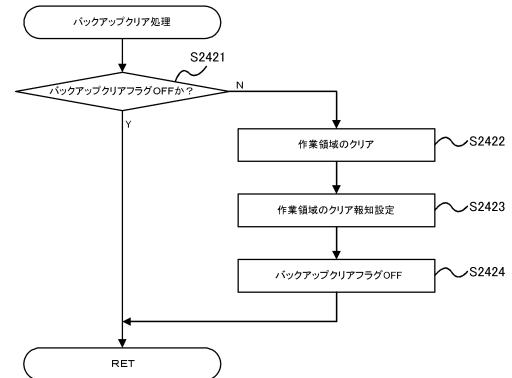 バックアップクリア処理
S2421
バックアップクリアフラグOFFか？
N
Y
作業領域のクリア
S2422
作業領域のクリア報知設定
S2423
バックアップクリアフラグOFF
S2424
RET